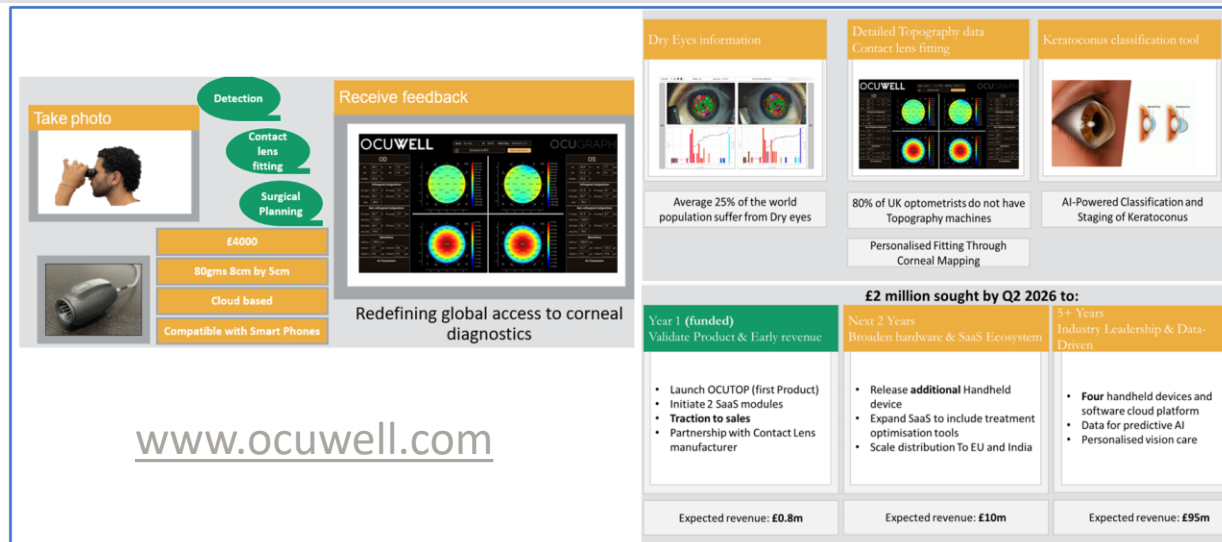 Take photo
Detection
Contact
lens
fitting
Surgical
Planning
£4000
80gms 8cm by 5cm
Cloud based
Compatible with Smart Phones
Receive feedback
OCUWELL
OCUGRAPH
OD
OS
Redefining global access to corneal
diagnostics
www.ocuwell.com
Dry Eyes information
Average 25% of the world
population suffer from Dry eyes
Detailed Topography data
Contact lens fitting
OCUWELL
OCUGRAPH
80% of UK optometrists do not have
Topography machines
Personalised Fitting Through
Corneal Mapping
Keratoconus classification tool
AI-Powered Classification and
Staging of Keratoconus
£2 million sought by Q2 2026 to:
Year 1 (funded)
Validate Product & Early revenue
• Launch OCUTOP (first Product)
• Initiate 2 SaaS modules
• Traction to sales
• Partnership with Contact Lens
manufacturer
Expected revenue: £0.8m
Next 2 Years
Broaden hardware & SaaS Ecosystem
• Release additional Handheld
device
• Expand SaaS to include treatment
optimisation tools
• Scale distribution To EU and India
Expected revenue: £10m
5+ Years
Industry Leadership & Data-
Driven
• Four handheld devices and
software cloud platform
• Data for predictive AI
• Personalised vision care
Expected revenue: £95m